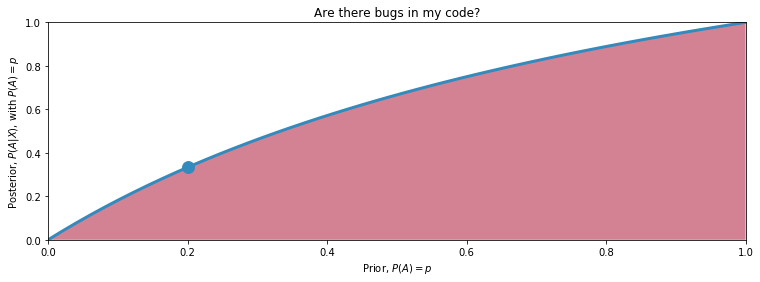 Are there bugs in my code?
Posterior, P(A|X), with P(A) = p
1.0
0.8
0.6
0.4
0.2
0.0
0.0 0.2 0.4 0.6 0.8 1.0
Prior, P(A) = p